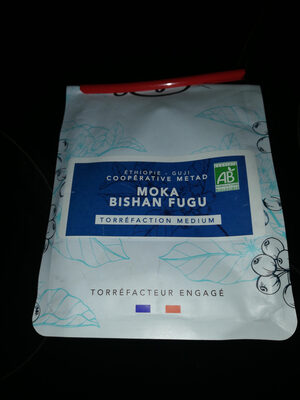 ÉTHIOPIE - GUJI
COOPÉRATIVE METAD
MOKA
BISHAN FUGU
TORRÉFACTION MEDIUM
AB
TORRÉFACTEUR ENGAGÉ